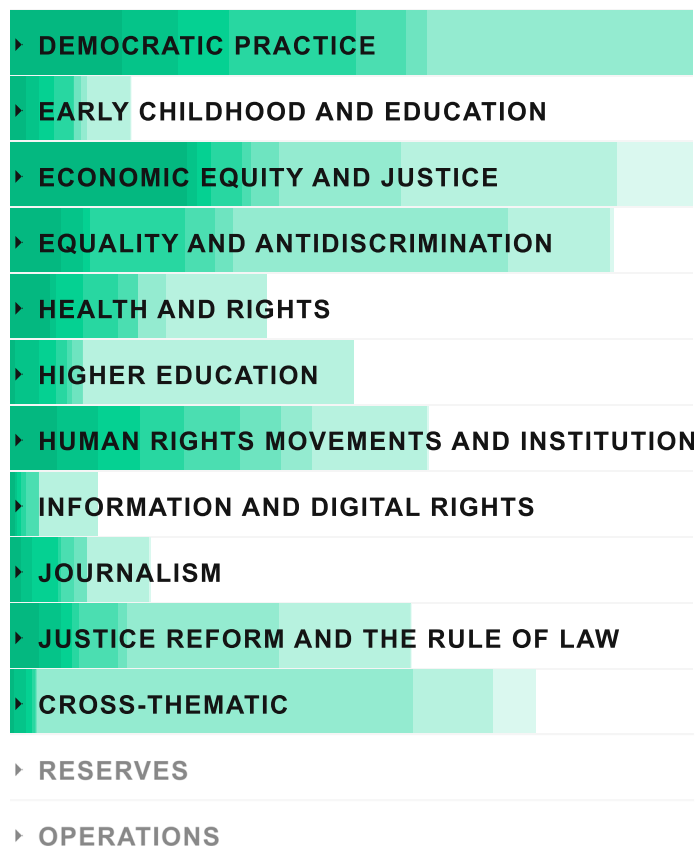 DEMOCRATIC PRACTICE
EARLY CHILDHOOD AND EDUCATION
ECONOMIC EQUITY AND JUSTICE
EQUALITY AND ANTIDISCRIMINATION
HEALTH AND RIGHTS
HIGHER EDUCATION
HUMAN RIGHTS MOVEMENTS AND INSTITUTION
INFORMATION AND DIGITAL RIGHTS
JOURNALISM
JUSTICE REFORM AND THE RULE OF LAW
CROSS-THEMATIC
RESERVES
OPERATIONS